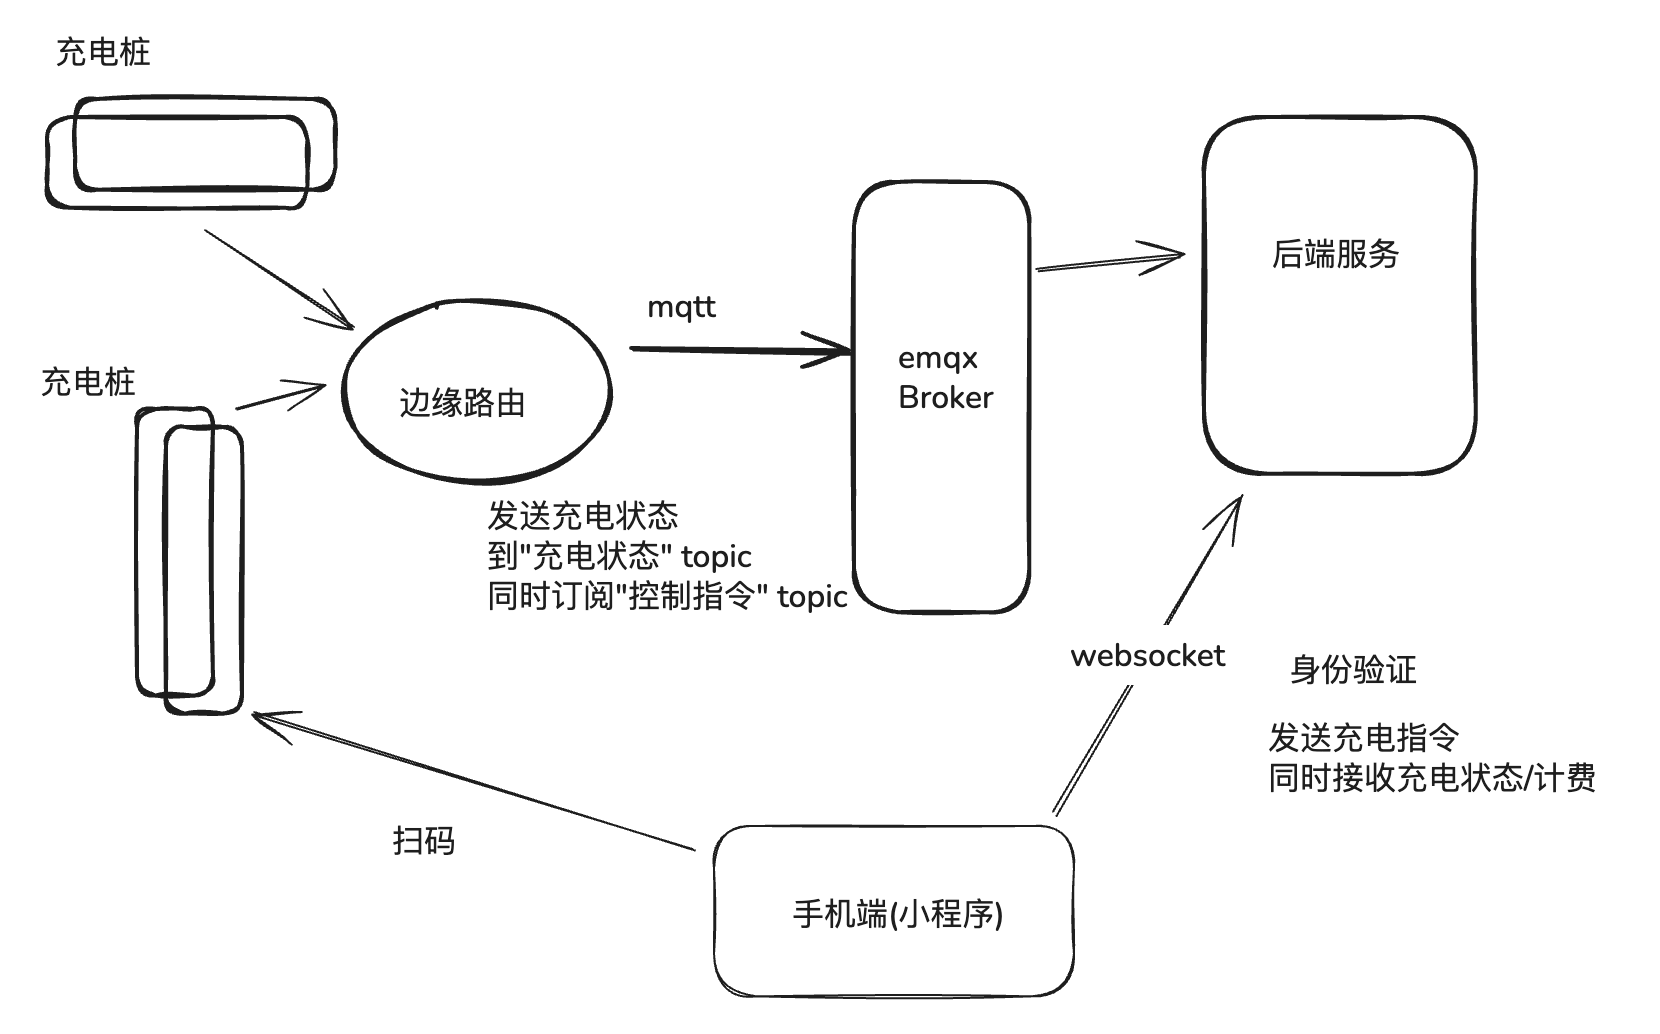 充电桩
后端服务
mqtt
emqx
Broker
充电桩
边缘路由
发送充电状态
到"充电状态" topic
同时订阅"控制指令" topic
websocket
身份验证
发送充电指令
同时接收充电状态/计费
扫码
手机端(小程序)